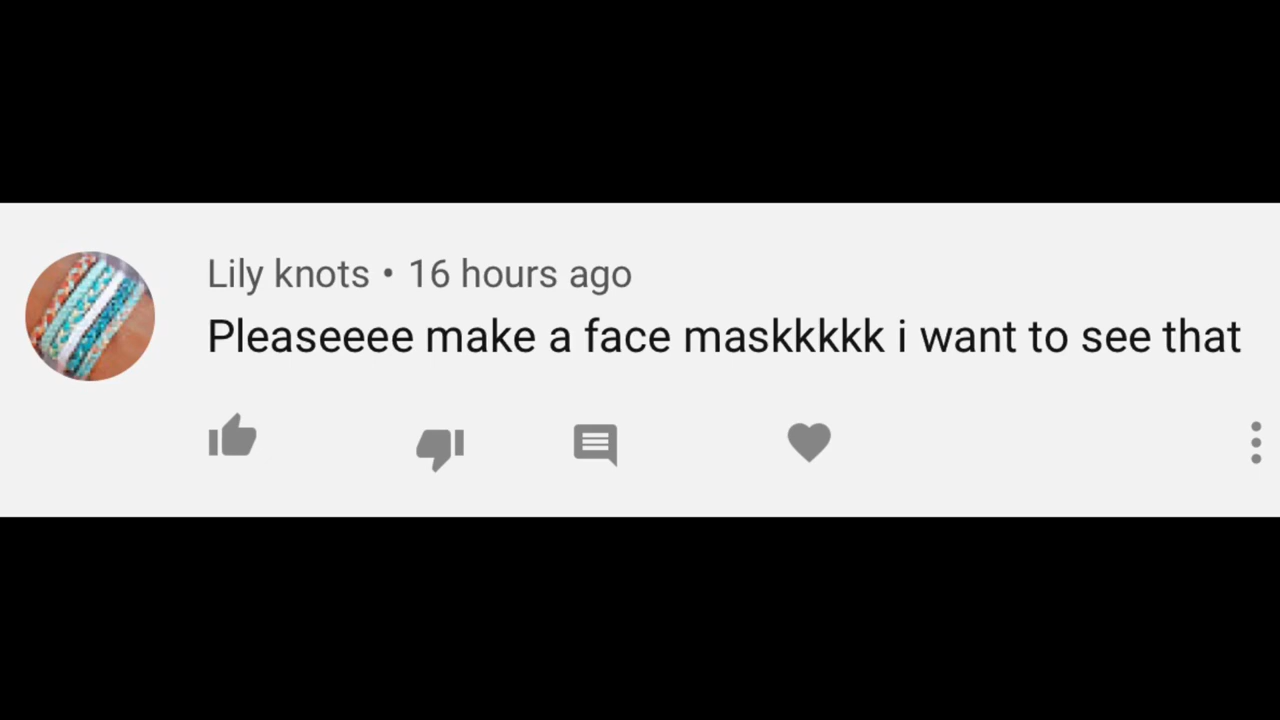 Lily knots • 16 hours ago
Pleaseeee make a face maskkkkk i want to see that